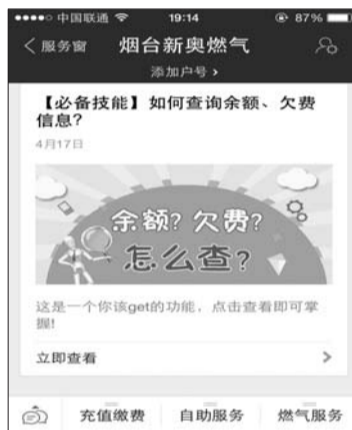 中国联通 19:14 87%
服务窗 烟台新奥燃气
添加户号 ›
【必备技能】如何查询余额、欠费
信息?
4月17日
余额? 欠费?
怎么查?
这是一个你该get的功能，点击查看即可掌
握!
立即查看 >
充值缴费 自助服务 燃气服务